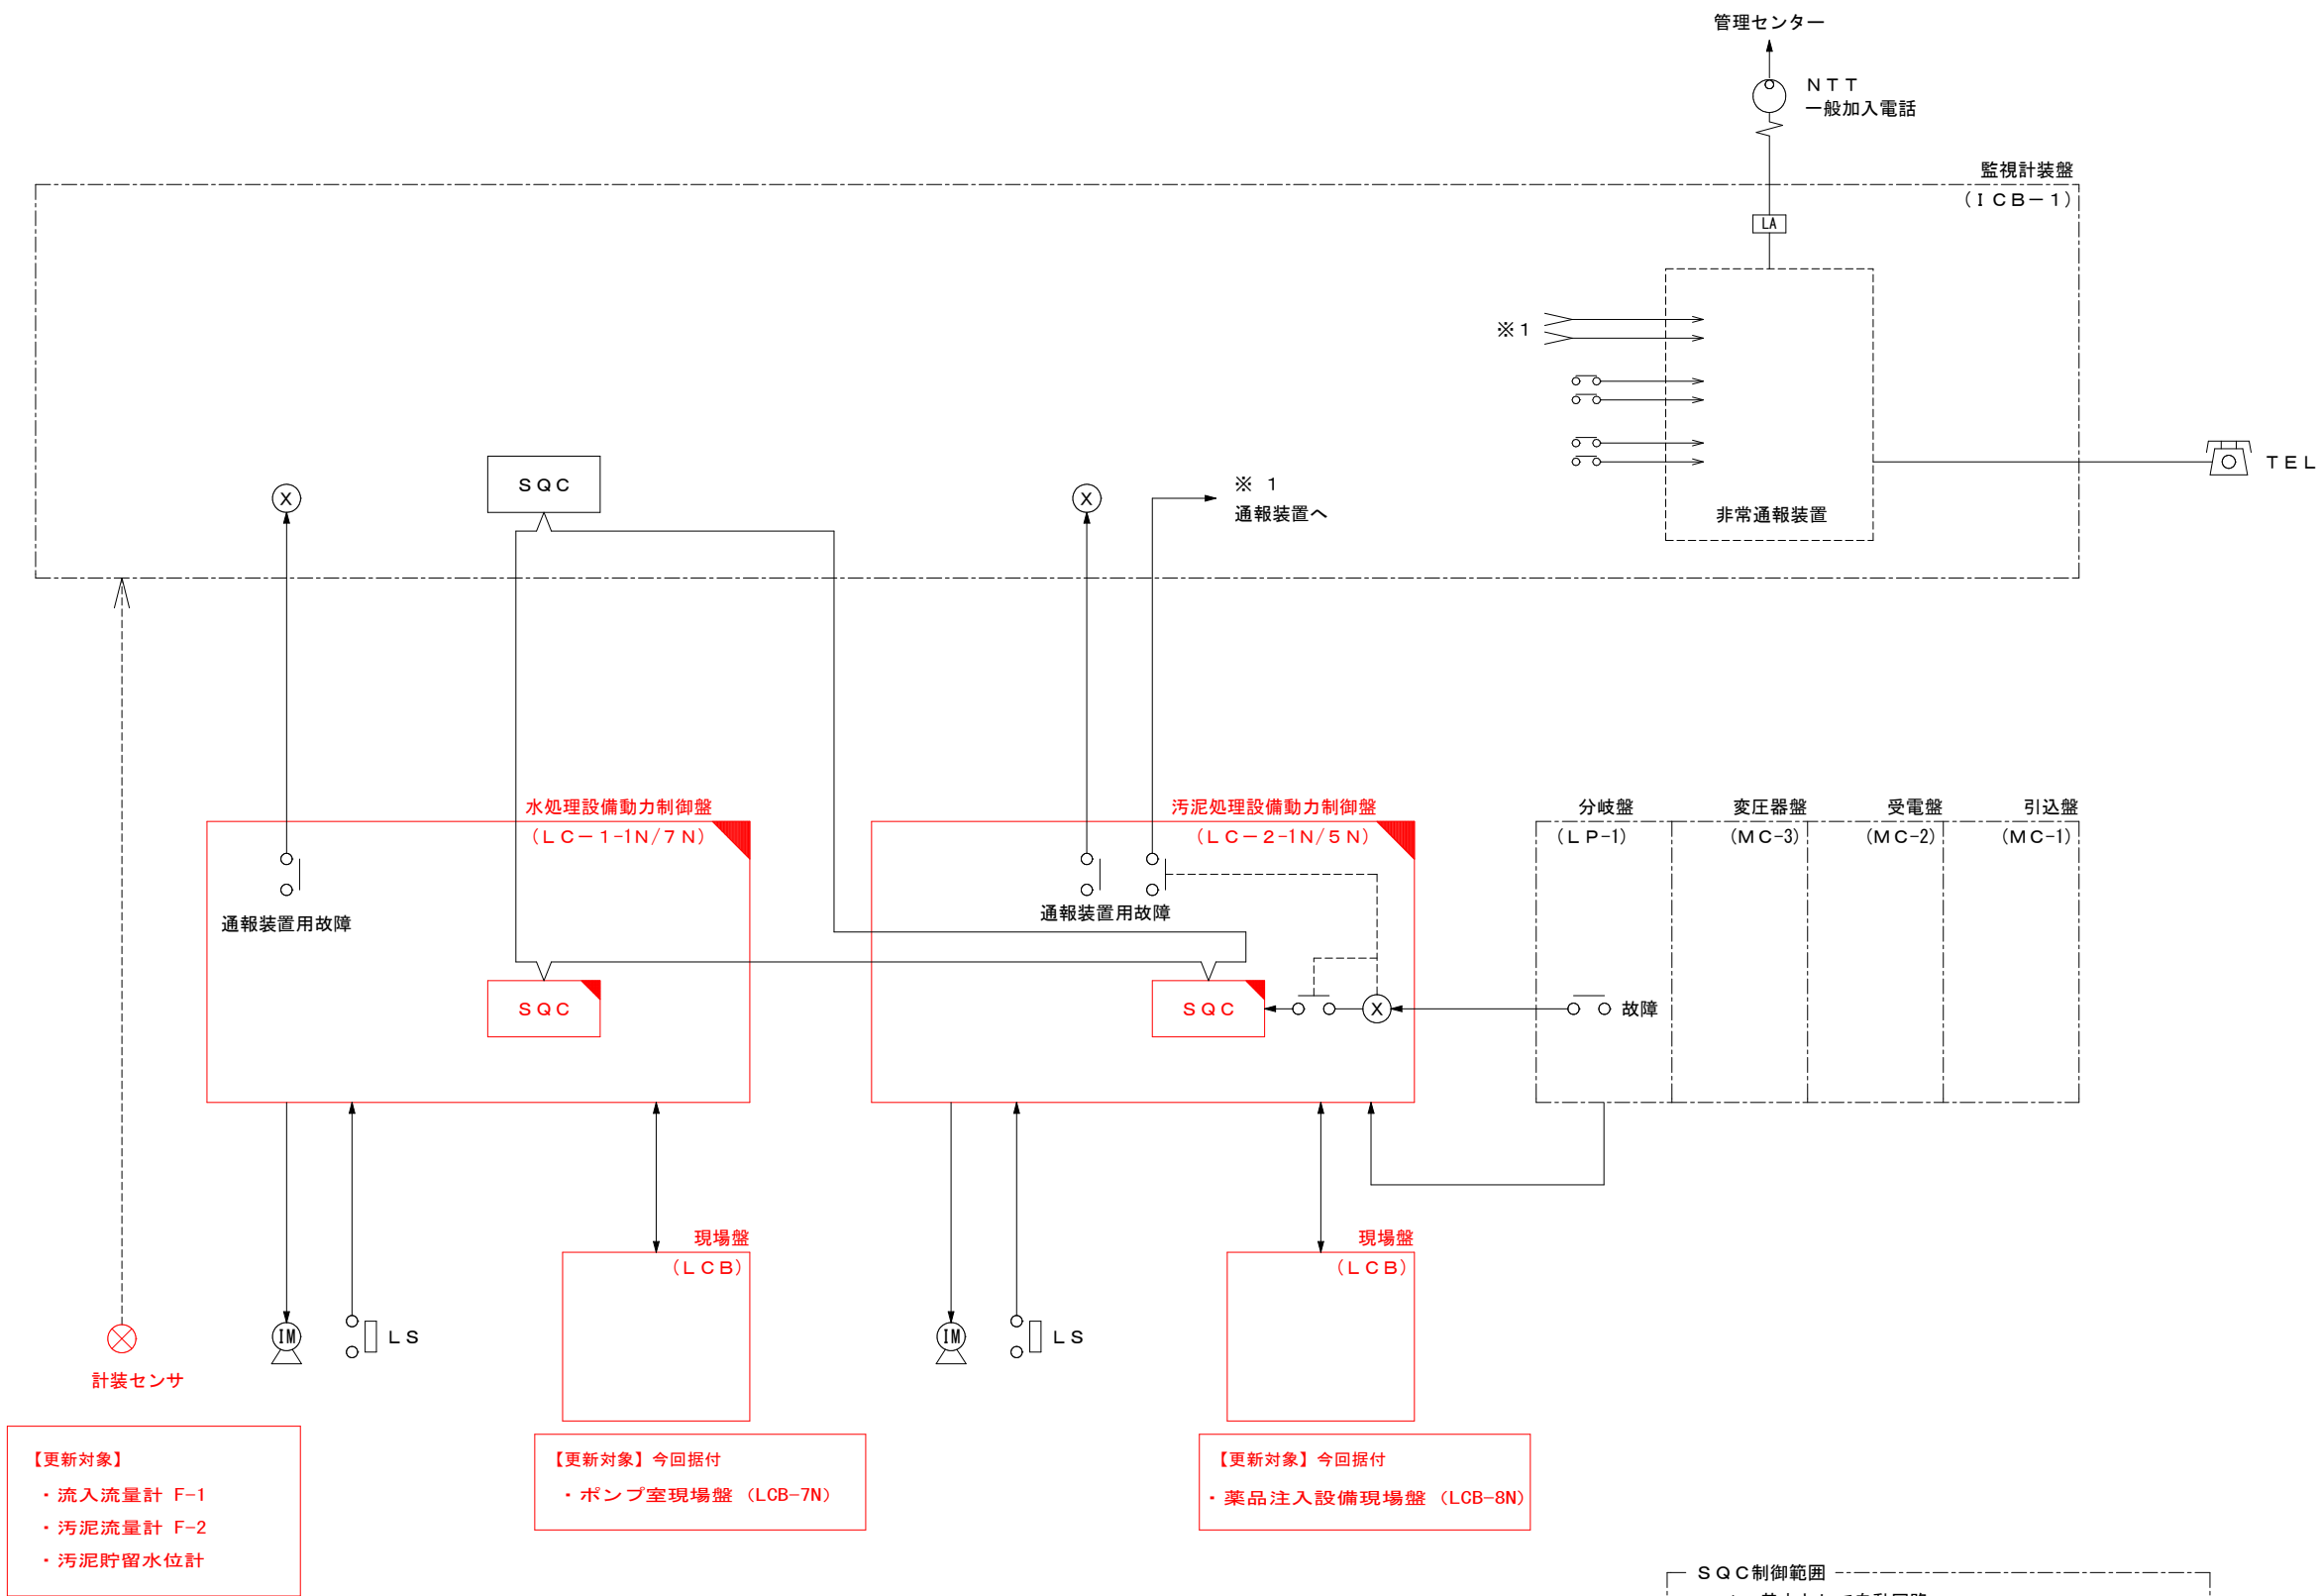 管理センター
NTT
一般加入電話
監視計装盤
(ICB-1)
LA
※1
SQC
X
X
※ 1
通報装置へ
非常通報装置
TEL
水処理設備動力制御盤
(LC-1-1N/7N)
汚泥処理設備動力制御盤
(LC-2-1N/5N)
分岐盤
(LP-1)
変圧器盤
(MC-3)
受電盤
(MC-2)
引込盤
(MC-1)
通報装置用故障
通報装置用故障
SQC
SQC
X
故障
現場盤
(LCB)
現場盤
(LCB)
IM
LS
IM
LS
計装センサ
【更新対象】
・流入流量計 F-1
・汚泥流量計 F-2
・汚泥貯留水位計
【更新対象】今回据付
・ポンプ室現場盤 (LCB-7N)
【更新対象】今回据付
・薬品注入設備現場盤 (LCB-8N)
SQC制御範囲